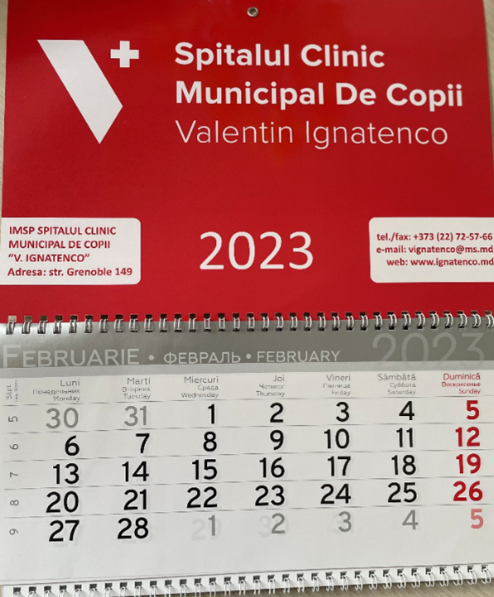 Spitalul Clinic
Municipal De Copii
Valentin Ignatenco
IMSP SPITALUL CLINIC
MUNICIPAL DE COPII
"V. IGNATENCO"
Adresa: str. Grenoble 149
2023
tel./fax: +373 (22) 72-57-66
e-mail: vignatenco@ms.md
web: www.ignatenco.md
2023
FEBRUARIE • ФЕВРАЛЬ • FEBRUARY
Luni Marti Miercuri Joi Vineri Sâmbătă Duminică
Понедельник Вторник Среда Четверг Пятница Суббота Воскресенье
Monday Tuesday Wednesday Thursday Friday Saturday Sunday
5 30 31 1 2 3 4 5
6 6 7 8 9 10 11 12
7 13 14 15 16 17 18 19
8 20 21 22 23 24 25 26
9 27 28 1 2 3 4 5